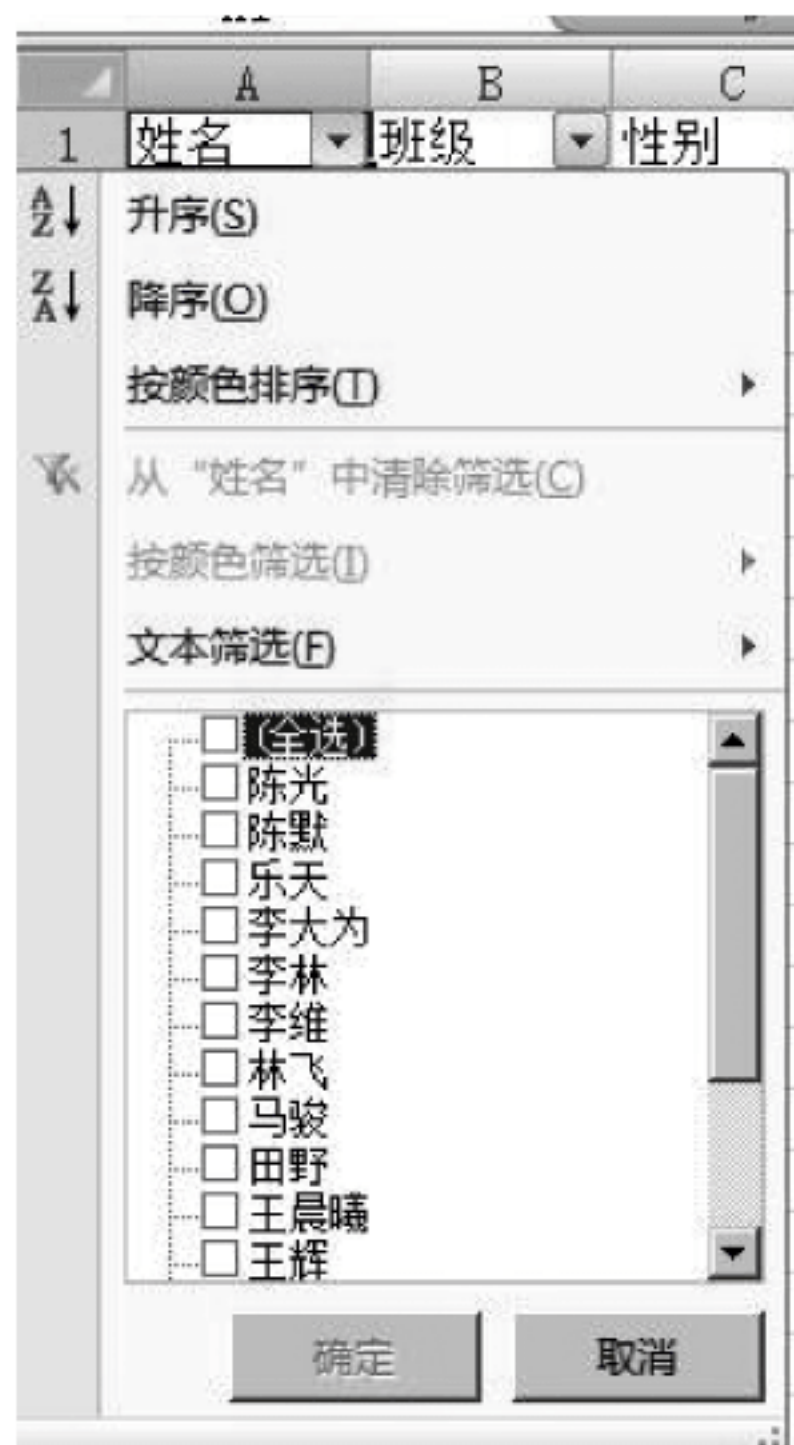 A B C
1 姓名 班级 性别
升序(S)
降序(O)
按颜色排序(T)
从“姓名”中清除筛选(C)
按颜色筛选(I)
文本筛选(F)
(全选)
陈光
陈默
乐天
李大为
李林
李维
林飞
马骏
田野
王晨曦
王辉
确定 取消